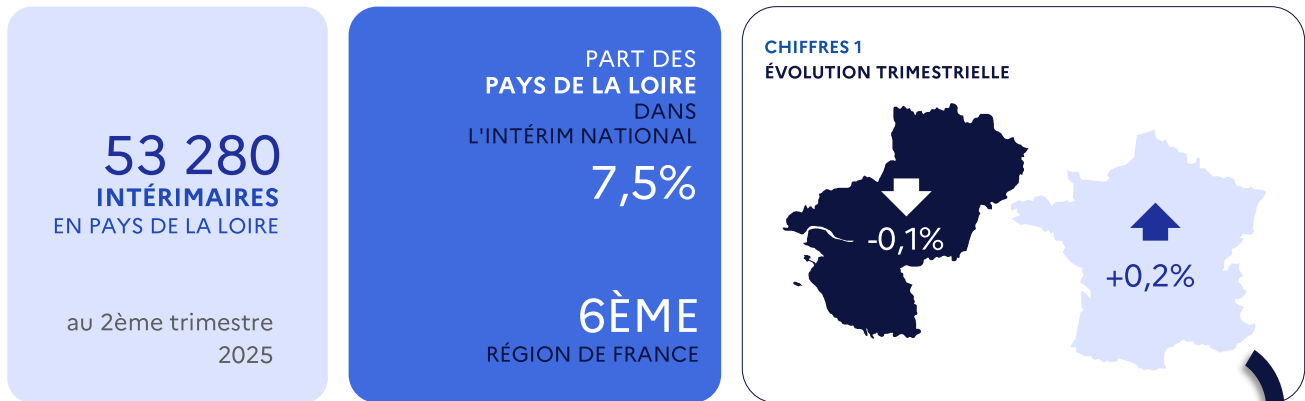 53 280
INTÉRIMAIRES
EN PAYS DE LA LOIRE
au 2ème trimestre
2025
PART DES
PAYS DE LA LOIRE
DANS
L'INTÉRIM NATIONAL
7,5%
6ÈME
RÉGION DE FRANCE
CHIFFRES 1
ÉVOLUTION TRIMESTRIELLE
-0,1%
+0,2%